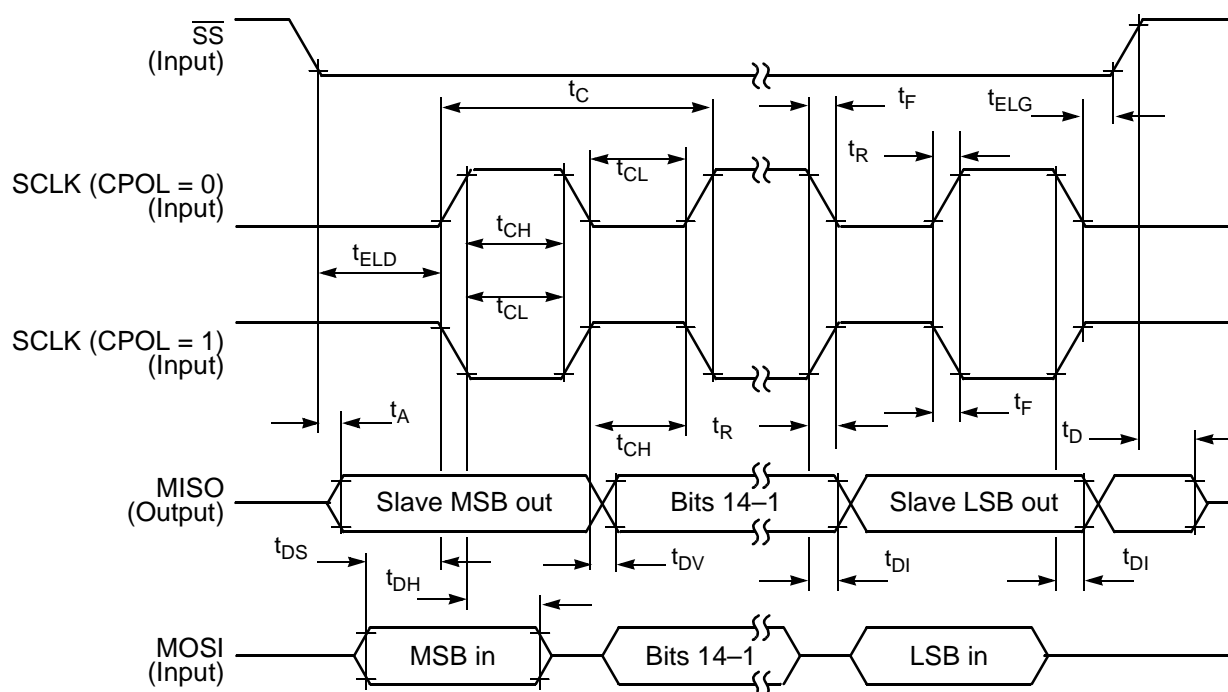 SS
(Input)
tC
tF
tELG
tR
tCL
SCLK (CPOL = 0)
(Input)
tCH
tELD
tCL
SCLK (CPOL = 1)
(Input)
tA
tF
tCH
tR
tD
MISO
(Output)
Slave MSB out
Bits 14–1
Slave LSB out
tDS
tDV
tDH
tDI
tDI
MOSI
(Input)
MSB in
Bits 14–1
LSB in